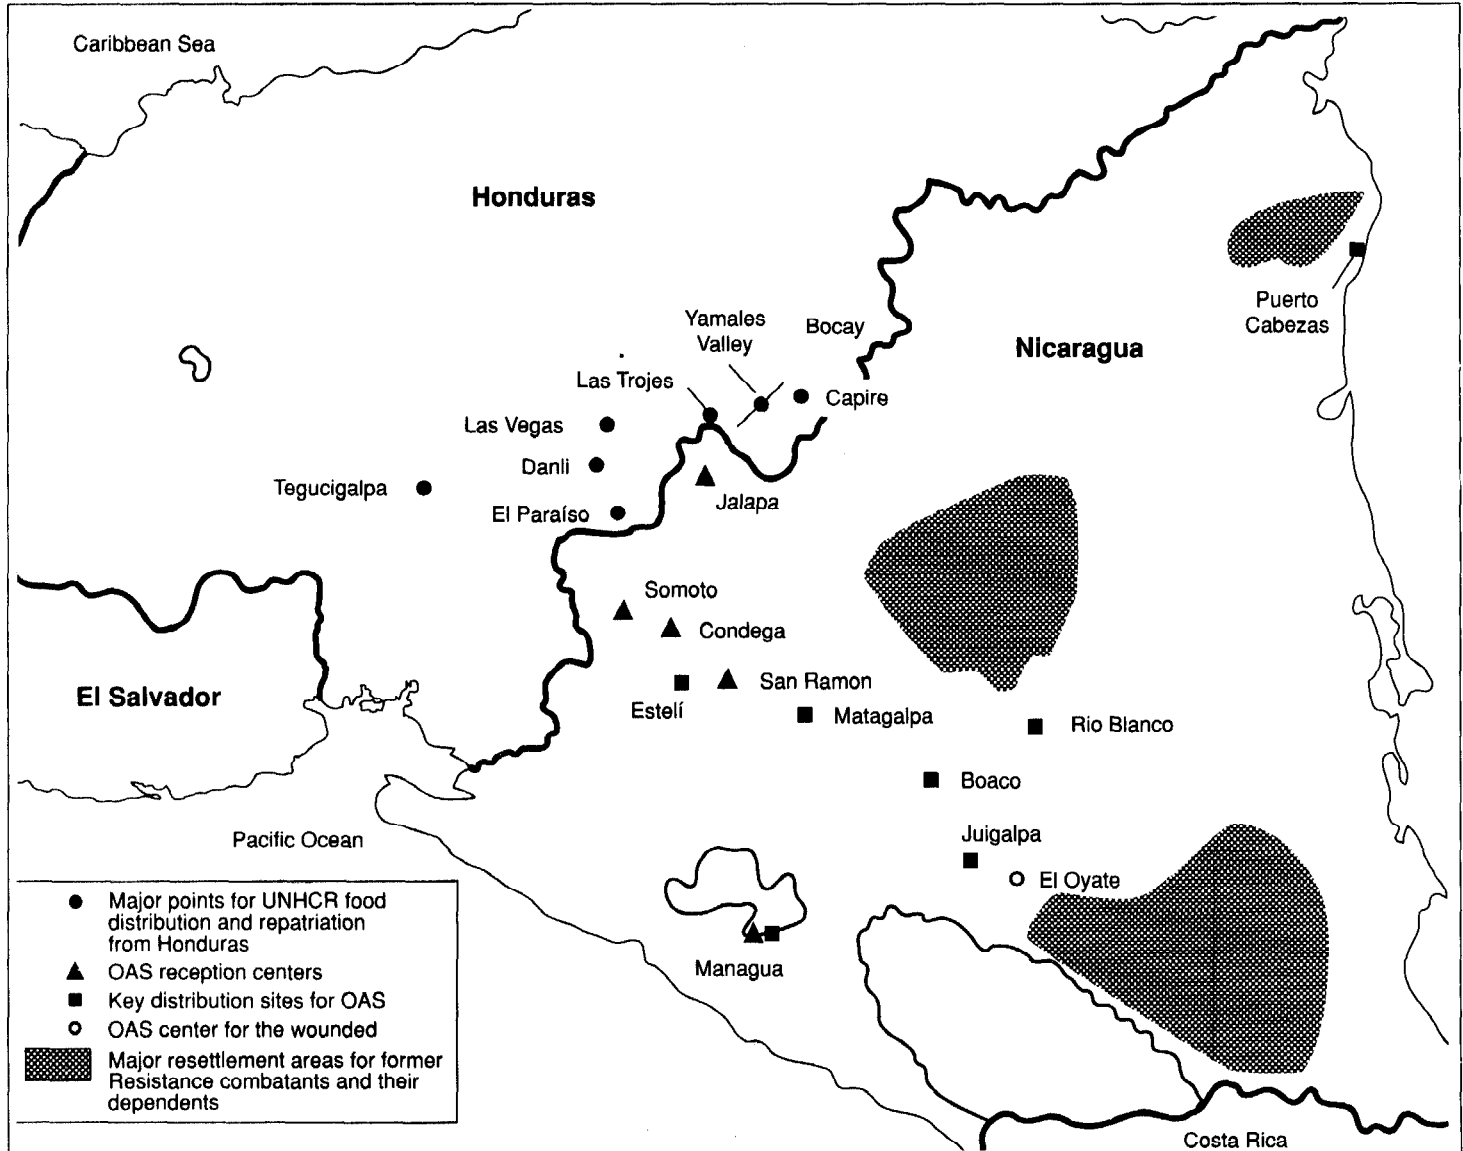 Caribbean Sea
Honduras
Puerto
Cabezas
Yamales
Valley
Bocay
Nicaragua
Las Trojes
Capire
Las Vegas
Danli
Tegucigalpa
El Paraíso
Jalapa
Somoto
Condega
El Salvador
San Ramon
Estelí
Matagalpa
Rio Blanco
Boaco
Pacific Ocean
Juigalpa
El Oyate
Managua
Major points for UNHCR food
distribution and repatriation
from Honduras
OAS reception centers
Key distribution sites for OAS
OAS center for the wounded
Major resettlement areas for former
Resistance combatants and their
dependents
Costa Rica